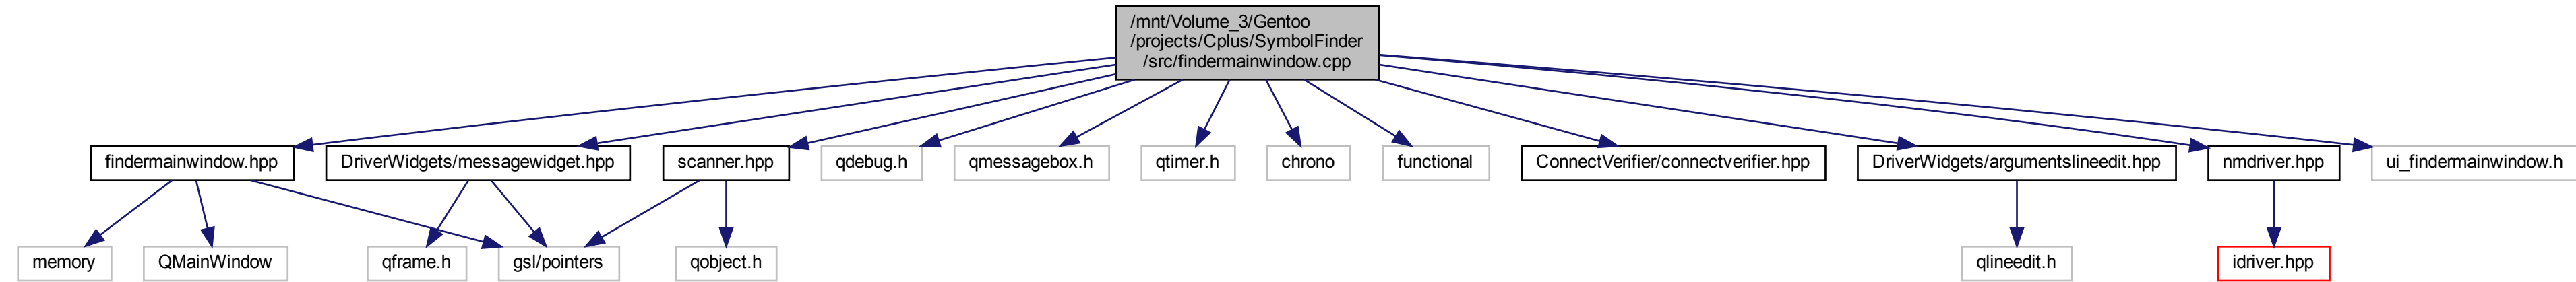 /mnt/Volume_3/Gentoo
/projects/Cplus/SymbolFinder
/src/findermainwindow.cpp
findermainwindow.hpp
DriverWidgets/messagewidget.hpp
scanner.hpp
qdebug.h
qmessagebox.h
qtimer.h
chrono
functional
ConnectVerifier/connectverifier.hpp
DriverWidgets/argumentslineedit.hpp
nmdriver.hpp
ui_findermainwindow.h
memory
QMainWindow
qframe.h
gsl/pointers
qobject.h
qlineedit.h
idriver.hpp